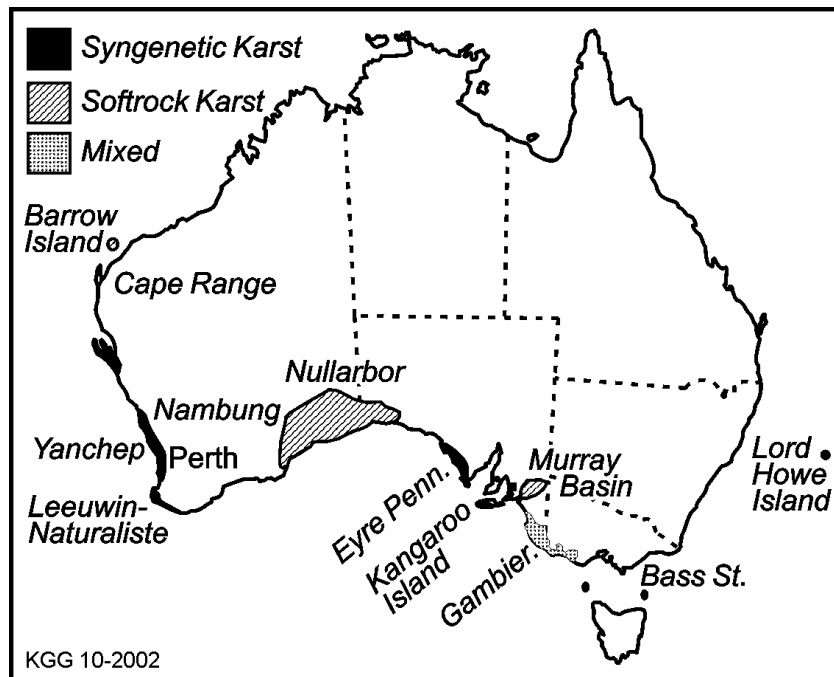 Syngenetic Karst
Softrock Karst
Mixed
Barrow
Island
Cape Range
Nullarbor
Nambung
Yanchep
Perth
Leeuwin-
Naturaliste
Eyre Penn.
Kangaroo
Island
Murray
Basin
Gambier.
Lord
Howe
Island
Bass St.
KGG 10-2002